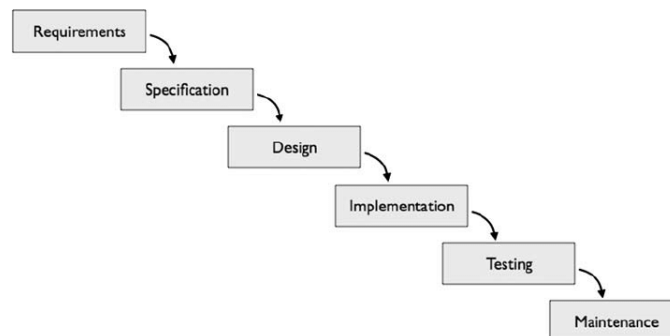 Requirements
Specification
Design
Implementation
Testing
Maintenance